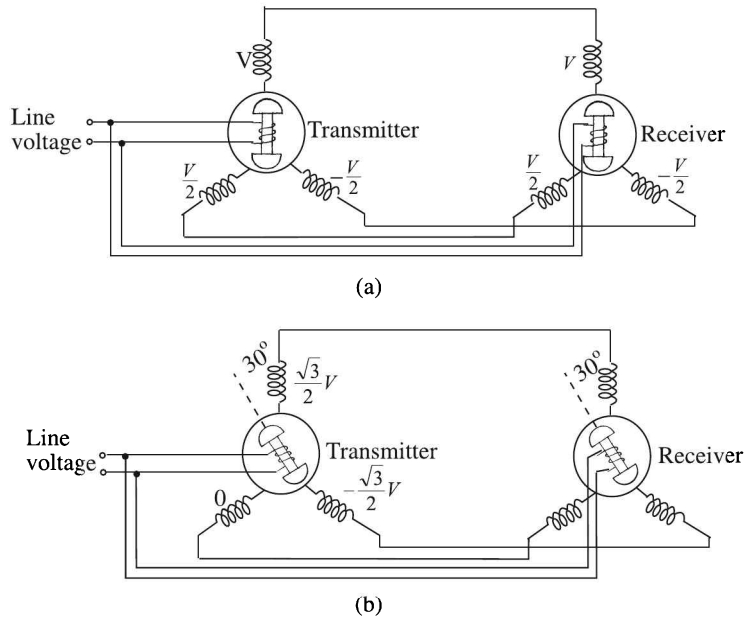 V
V
Line
voltage
Transmitter
Receiver
V/2
-V/2
V/2
-V/2
(a)
30°
√3/2 V
30°
Line
voltage
Transmitter
Receiver
0
-√3/2 V
(b)